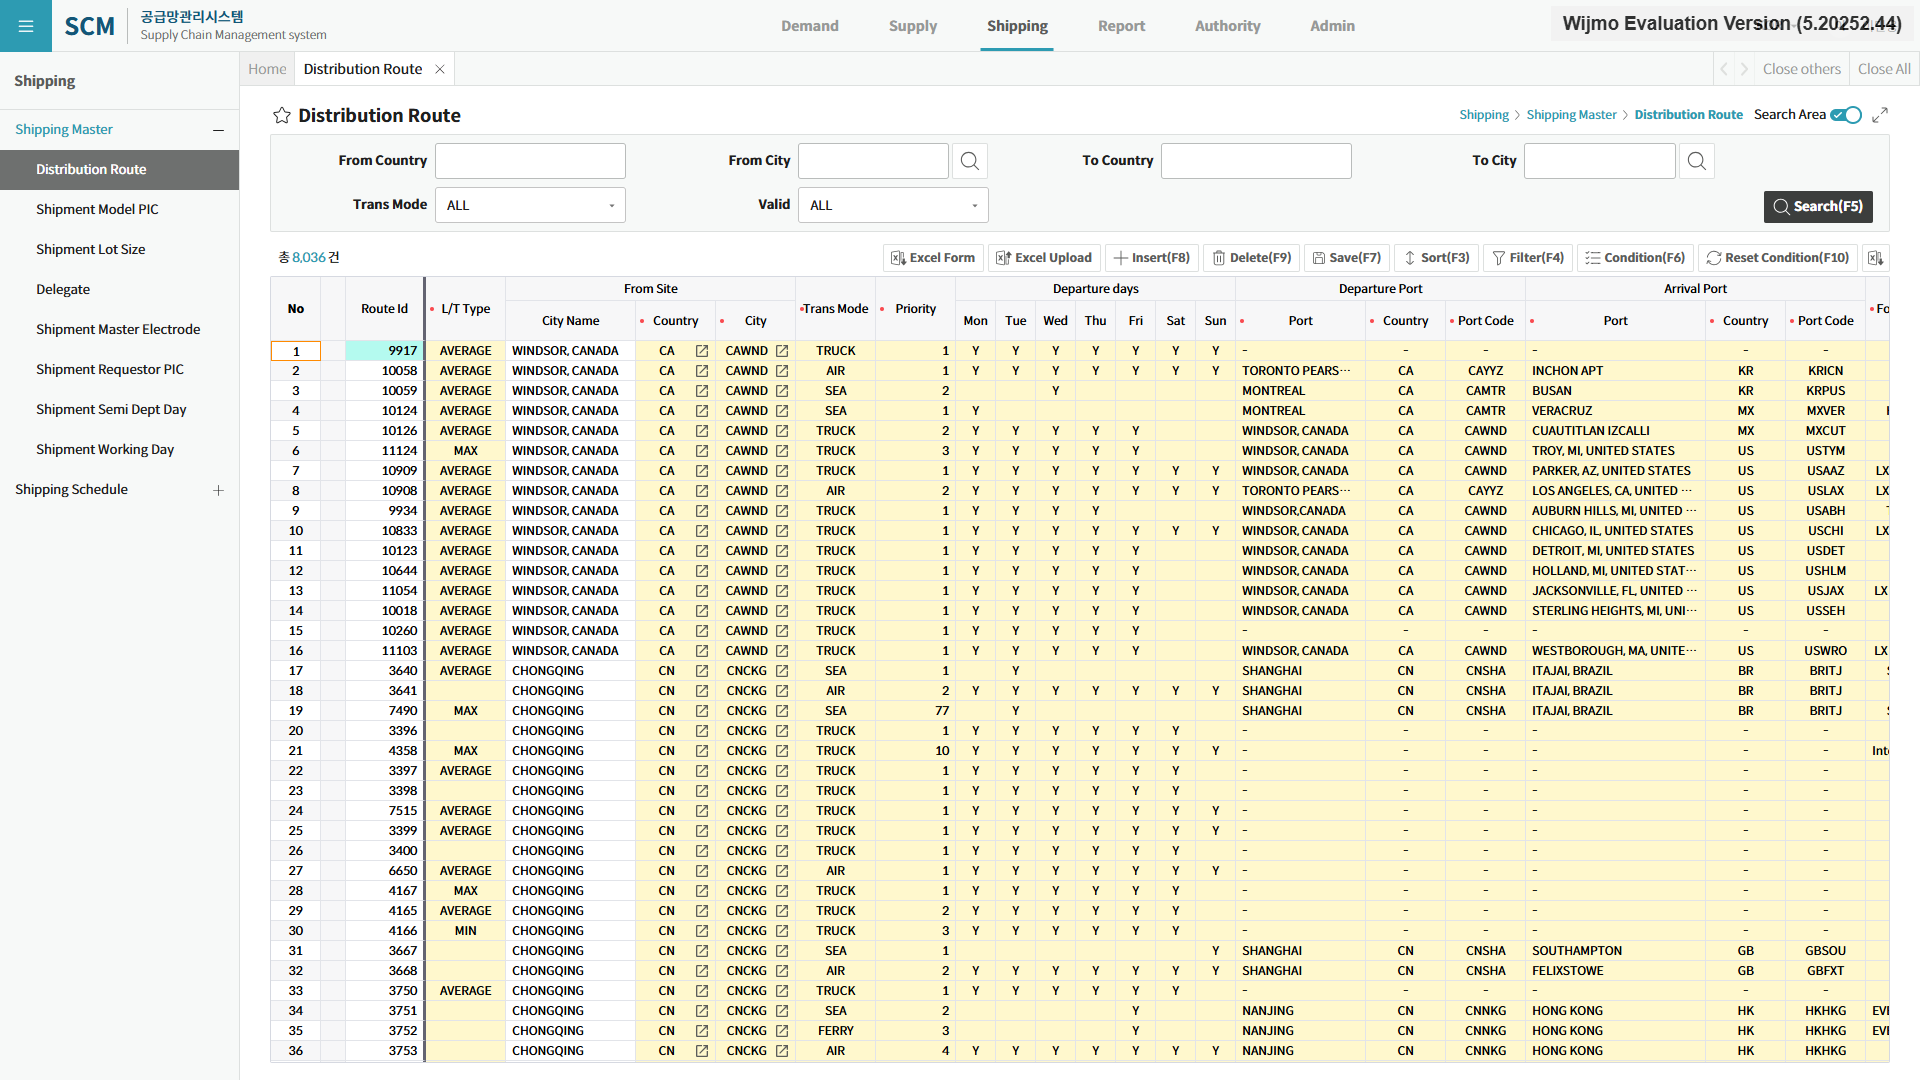 SCM 공급망관리시스템
Supply Chain Management system
Demand Supply Shipping Report Authority Admin
Wijmo Evaluation Version (5.20252.44)
Shipping
Home Distribution Route Close others Close All
Shipping Master
Distribution Route
Shipment Model PIC
Shipment Lot Size
Delegate
Shipment Master Electrode
Shipment Requestor PIC
Shipment Semi Dept Day
Shipment Working Day
Shipping Schedule
Distribution Route
Shipping > Shipping Master > Distribution Route Search Area
From Country From City To Country To City
Trans Mode ALL Valid ALL Search(F5)
총 8,036 건
Excel Form Excel Upload Insert(F8) Delete(F9) Save(F7) Sort(F3) Filter(F4) Condition(F6) Reset Condition(F10)
No Route Id L/T Type From Site Trans Mode Priority Departure days Departure Port Arrival Port Fo
City Name Country City Mon Tue Wed Thu Fri Sat Sun Port Country Port Code Port Country Port Code
1 9917 AVERAGE WINDSOR, CANADA CA CAWND TRUCK 1 Y Y Y Y Y Y Y - - - - - -
2 10058 AVERAGE WINDSOR, CANADA CA CAWND AIR 1 Y Y Y Y Y Y Y TORONTO PEARS··· CA CAYYZ INCHON APT KR KRICN
3 10059 AVERAGE WINDSOR, CANADA CA CAWND SEA 2 Y MONTREAL CA CAMTR BUSAN KR KRPUS
4 10124 AVERAGE WINDSOR, CANADA CA CAWND SEA 1 Y MONTREAL CA CAMTR VERACRUZ MX MXVER
5 10126 AVERAGE WINDSOR, CANADA CA CAWND TRUCK 2 Y Y Y Y Y WINDSOR, CANADA CA CAWND CUAUTITLAN IZCALLI MX MXCUT
6 11124 MAX WINDSOR, CANADA CA CAWND TRUCK 3 Y Y Y Y Y WINDSOR, CANADA CA CAWND TROY, MI, UNITED STATES US USTYM
7 10909 AVERAGE WINDSOR, CANADA CA CAWND TRUCK 1 Y Y Y Y Y Y Y WINDSOR, CANADA CA CAWND PARKER, AZ, UNITED STATES US USAAZ LX
8 10908 AVERAGE WINDSOR, CANADA CA CAWND AIR 2 Y Y Y Y Y Y Y TORONTO PEARS··· CA CAYYZ LOS ANGELES, CA, UNITED ··· US USLAX LX
9 9934 AVERAGE WINDSOR, CANADA CA CAWND TRUCK 1 Y Y Y Y WINDSOR,CANADA CA CAWND AUBURN HILLS, MI, UNITED ··· US USABH
10 10833 AVERAGE WINDSOR, CANADA CA CAWND TRUCK 1 Y Y Y Y Y Y Y WINDSOR, CANADA CA CAWND CHICAGO, IL, UNITED STATES US USCHI LX
11 10123 AVERAGE WINDSOR, CANADA CA CAWND TRUCK 1 Y Y Y Y Y WINDSOR, CANADA CA CAWND DETROIT, MI, UNITED STATES US USDET
12 10644 AVERAGE WINDSOR, CANADA CA CAWND TRUCK 1 Y Y Y Y Y WINDSOR, CANADA CA CAWND HOLLAND, MI, UNITED STAT··· US USHLM
13 11054 AVERAGE WINDSOR, CANADA CA CAWND TRUCK 1 Y Y Y Y Y WINDSOR, CANADA CA CAWND JACKSONVILLE, FL, UNITED ··· US USJAX LX
14 10018 AVERAGE WINDSOR, CANADA CA CAWND TRUCK 1 Y Y Y Y Y WINDSOR, CANADA CA CAWND STERLING HEIGHTS, MI, UNI··· US USSEH
15 10260 AVERAGE WINDSOR, CANADA CA CAWND TRUCK 1 Y Y Y Y Y - - - - - -
16 11103 AVERAGE WINDSOR, CANADA CA CAWND TRUCK 1 Y Y Y Y Y WINDSOR, CANADA CA CAWND WESTBOROUGH, MA, UNITE··· US USWRO LX
17 3640 AVERAGE CHONGQING CN CNCKG SEA 1 Y SHANGHAI CN CNSHA ITAJAI, BRAZIL BR BRITJ
18 3641 CHONGQING CN CNCKG AIR 2 Y Y Y Y Y Y Y SHANGHAI CN CNSHA ITAJAI, BRAZIL BR BRITJ
19 7490 MAX CHONGQING CN CNCKG SEA 77 Y SHANGHAI CN CNSHA ITAJAI, BRAZIL BR BRITJ
20 3396 CHONGQING CN CNCKG TRUCK 1 Y Y Y Y Y Y - - - - - -
21 4358 MAX CHONGQING CN CNCKG TRUCK 10 Y Y Y Y Y Y Y - - - - - - Int
22 3397 AVERAGE CHONGQING CN CNCKG TRUCK 1 Y Y Y Y Y Y - - - - - -
23 3398 CHONGQING CN CNCKG TRUCK 1 Y Y Y Y Y Y - - - - - -
24 7515 AVERAGE CHONGQING CN CNCKG TRUCK 1 Y Y Y Y Y Y Y - - - - - -
25 3399 AVERAGE CHONGQING CN CNCKG TRUCK 1 Y Y Y Y Y Y Y - - - - - -
26 3400 CHONGQING CN CNCKG TRUCK 1 Y Y Y Y Y Y - - - - - -
27 6650 AVERAGE CHONGQING CN CNCKG AIR 1 Y Y Y Y Y Y Y - - - - - -
28 4167 MAX CHONGQING CN CNCKG TRUCK 1 Y Y Y Y Y Y - - - - - -
29 4165 AVERAGE CHONGQING CN CNCKG TRUCK 2 Y Y Y Y Y Y - - - - - -
30 4166 MIN CHONGQING CN CNCKG TRUCK 3 Y Y Y Y Y Y - - - - - -
31 3667 CHONGQING CN CNCKG SEA 1 Y SHANGHAI CN CNSHA SOUTHAMPTON GB GBSOU
32 3668 CHONGQING CN CNCKG AIR 2 Y Y Y Y Y Y Y SHANGHAI CN CNSHA FELIXSTOWE GB GBFXT
33 3750 AVERAGE CHONGQING CN CNCKG TRUCK 1 Y Y Y Y Y Y - - - - - -
34 3751 CHONGQING CN CNCKG SEA 2 Y NANJING CN CNNKG HONG KONG HK HKHKG EVI
35 3752 CHONGQING CN CNCKG FERRY 3 Y NANJING CN CNNKG HONG KONG HK HKHKG EVI
36 3753 CHONGQING CN CNCKG AIR 4 Y Y Y Y Y Y Y NANJING CN CNNKG HONG KONG HK HKHKG